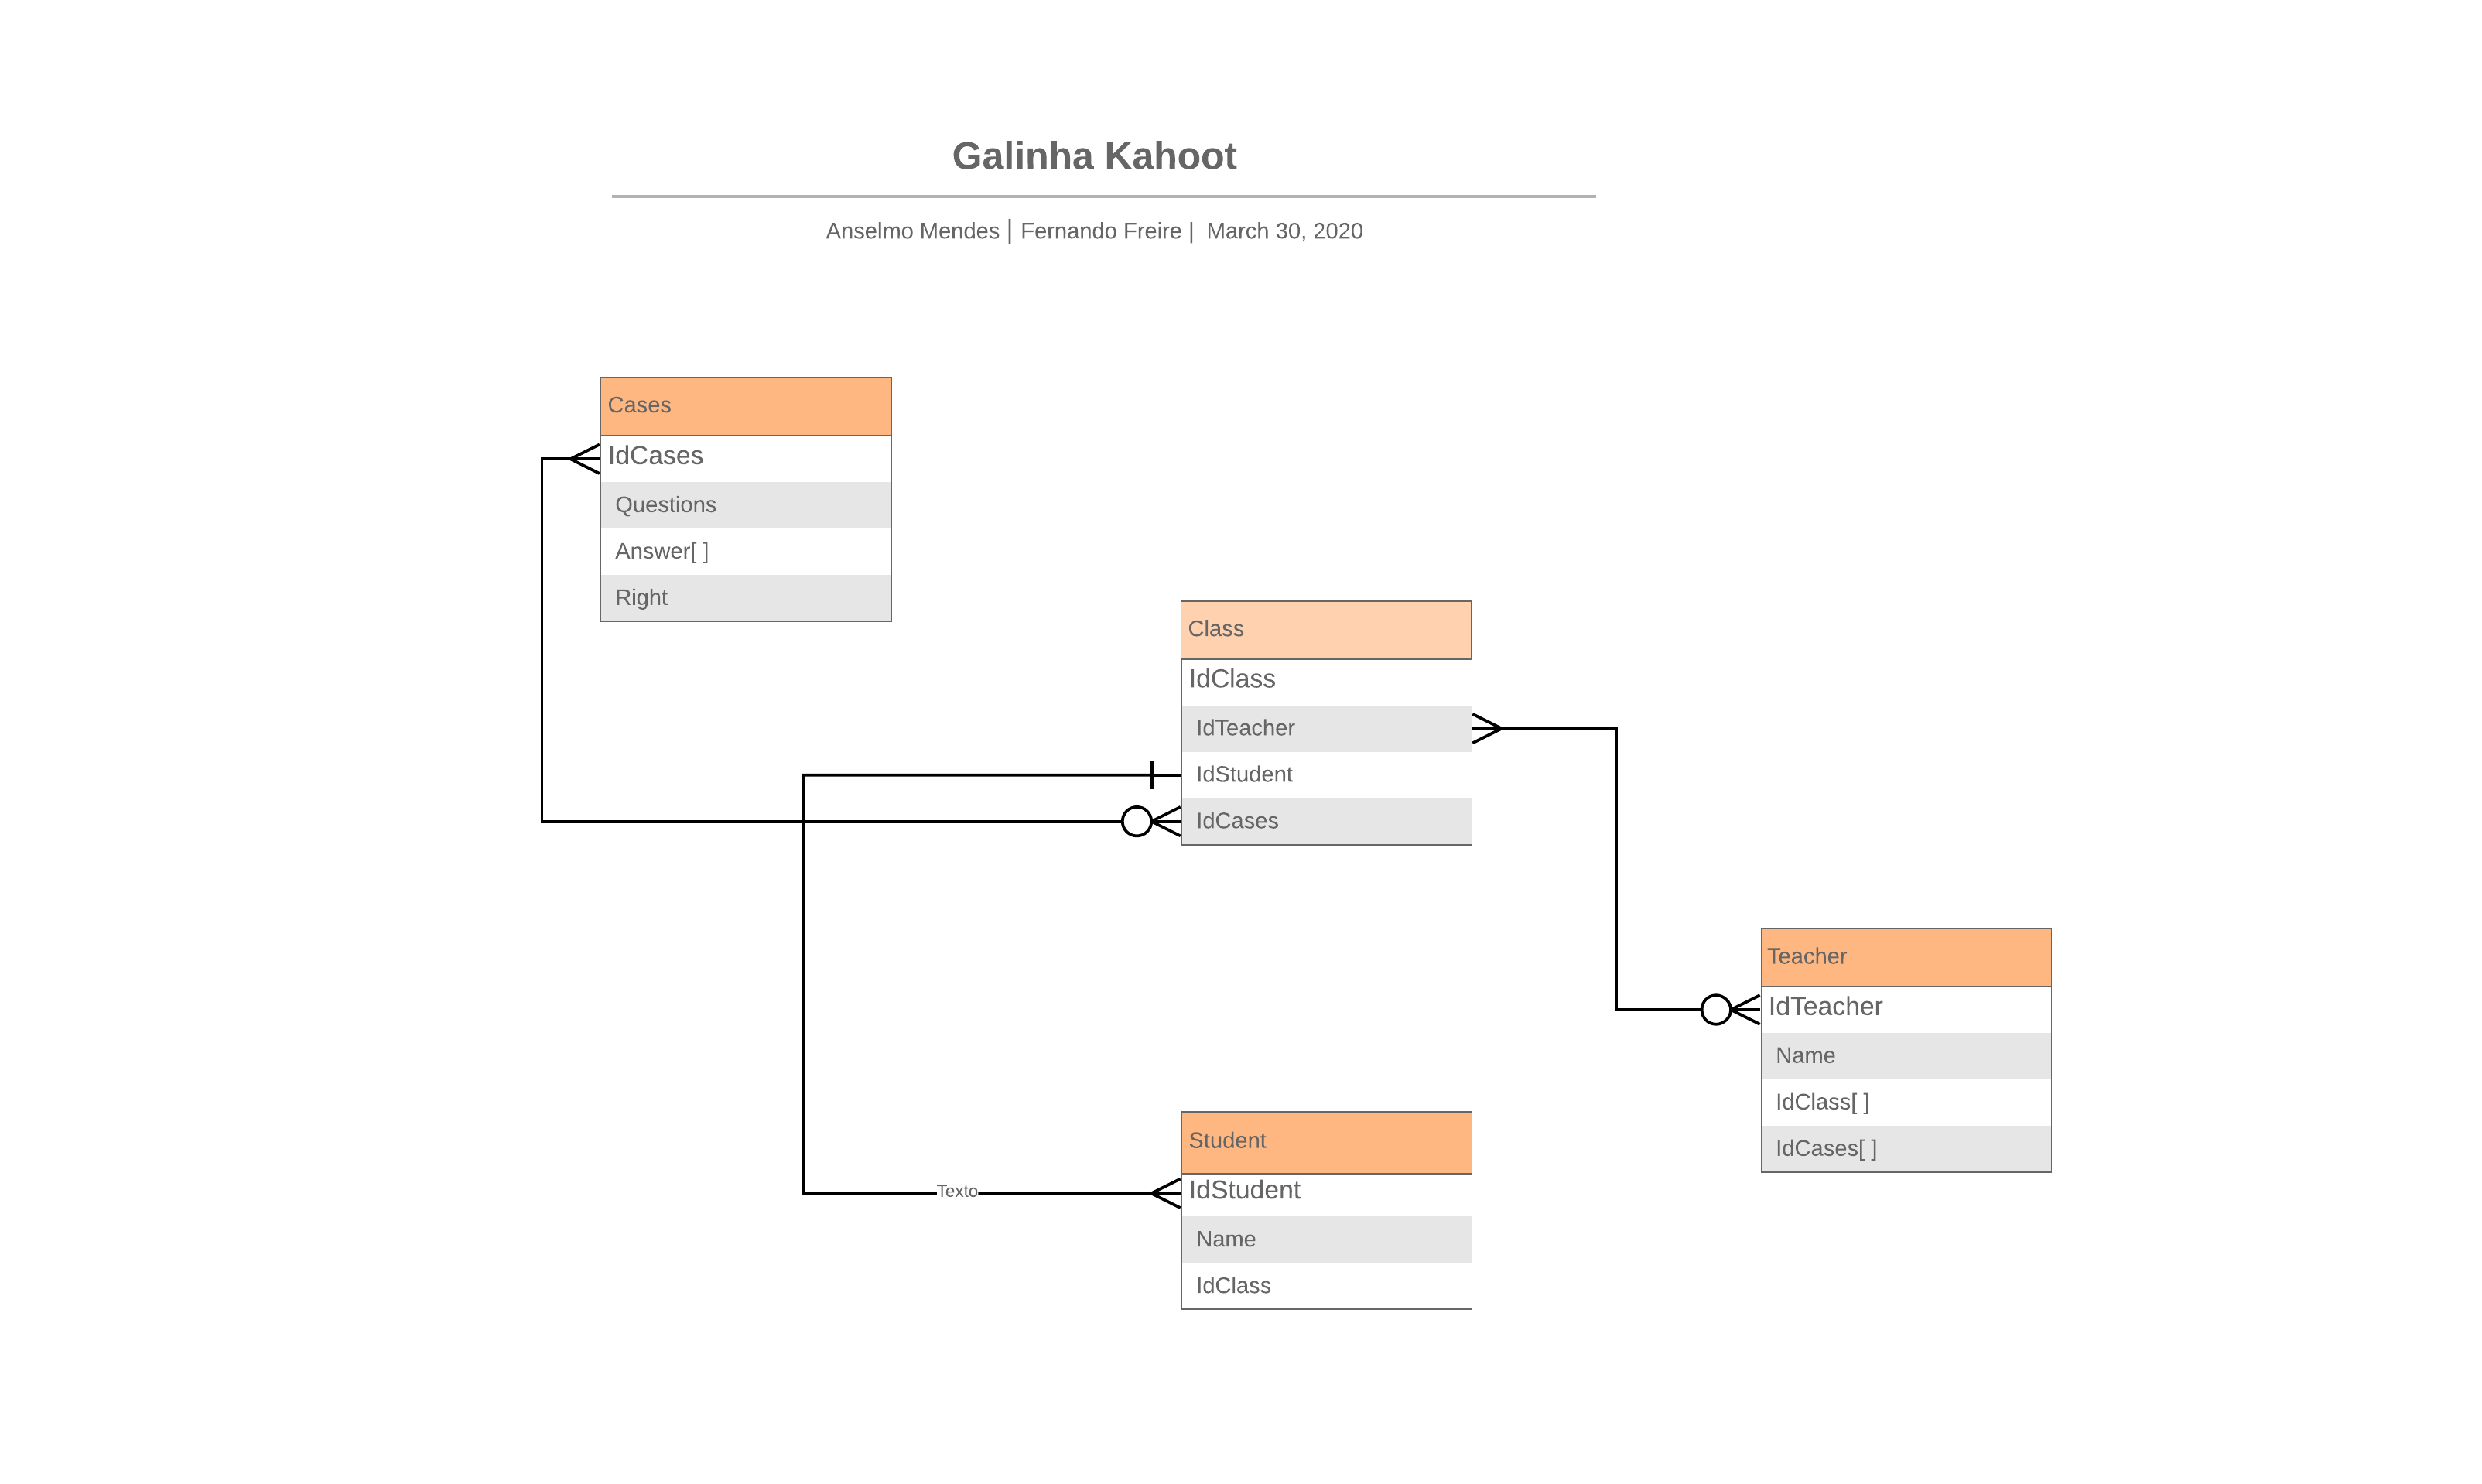 Galinha Kahoot
Anselmo Mendes | Fernando Freire | March 30, 2020
Cases
IdCases
Questions
Answer[ ]
Right
Class
IdClass
IdTeacher
IdStudent
IdCases
Teacher
IdTeacher
Name
IdClass[ ]
IdCases[ ]
Student
IdStudent
Name
IdClass
Texto